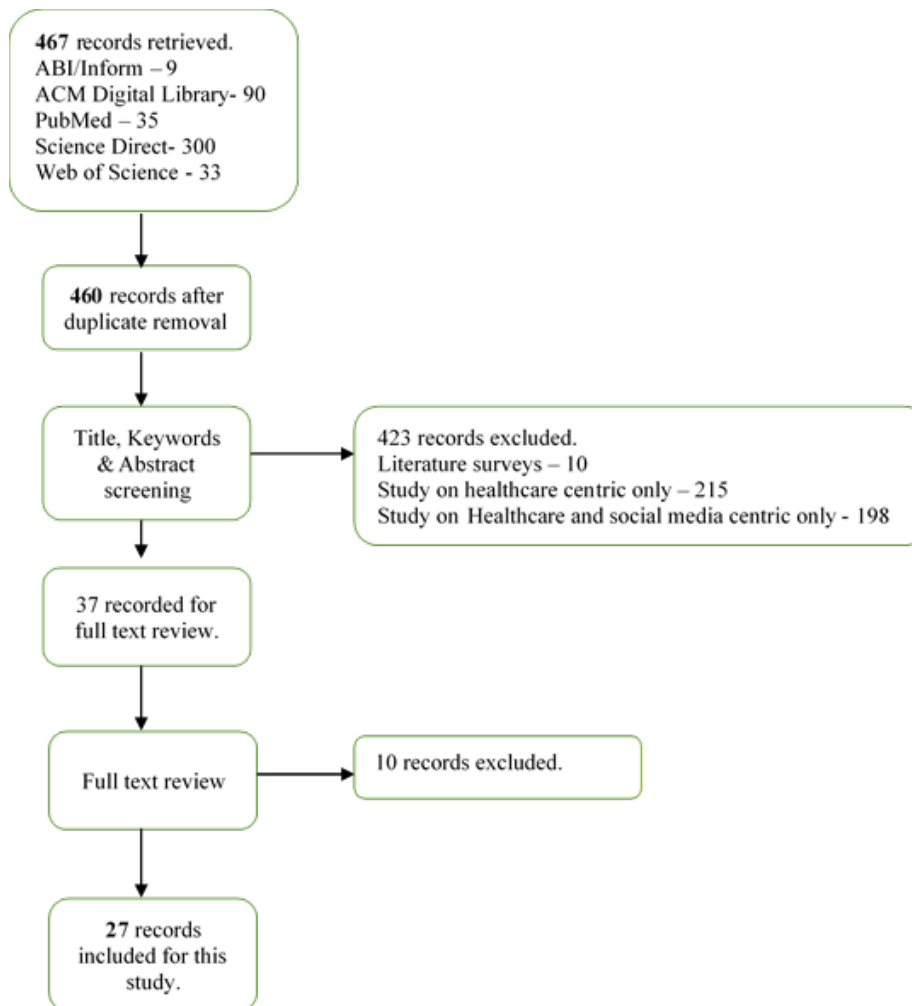 467 records retrieved.
ABI/Inform – 9
ACM Digital Library- 90
PubMed – 35
Science Direct- 300
Web of Science - 33
460 records after
duplicate removal
Title, Keywords
& Abstract
screening
423 records excluded.
Literature surveys – 10
Study on healthcare centric only – 215
Study on Healthcare and social media centric only - 198
37 recorded for
full text review.
Full text review
10 records excluded.
27 records
included for this
study.